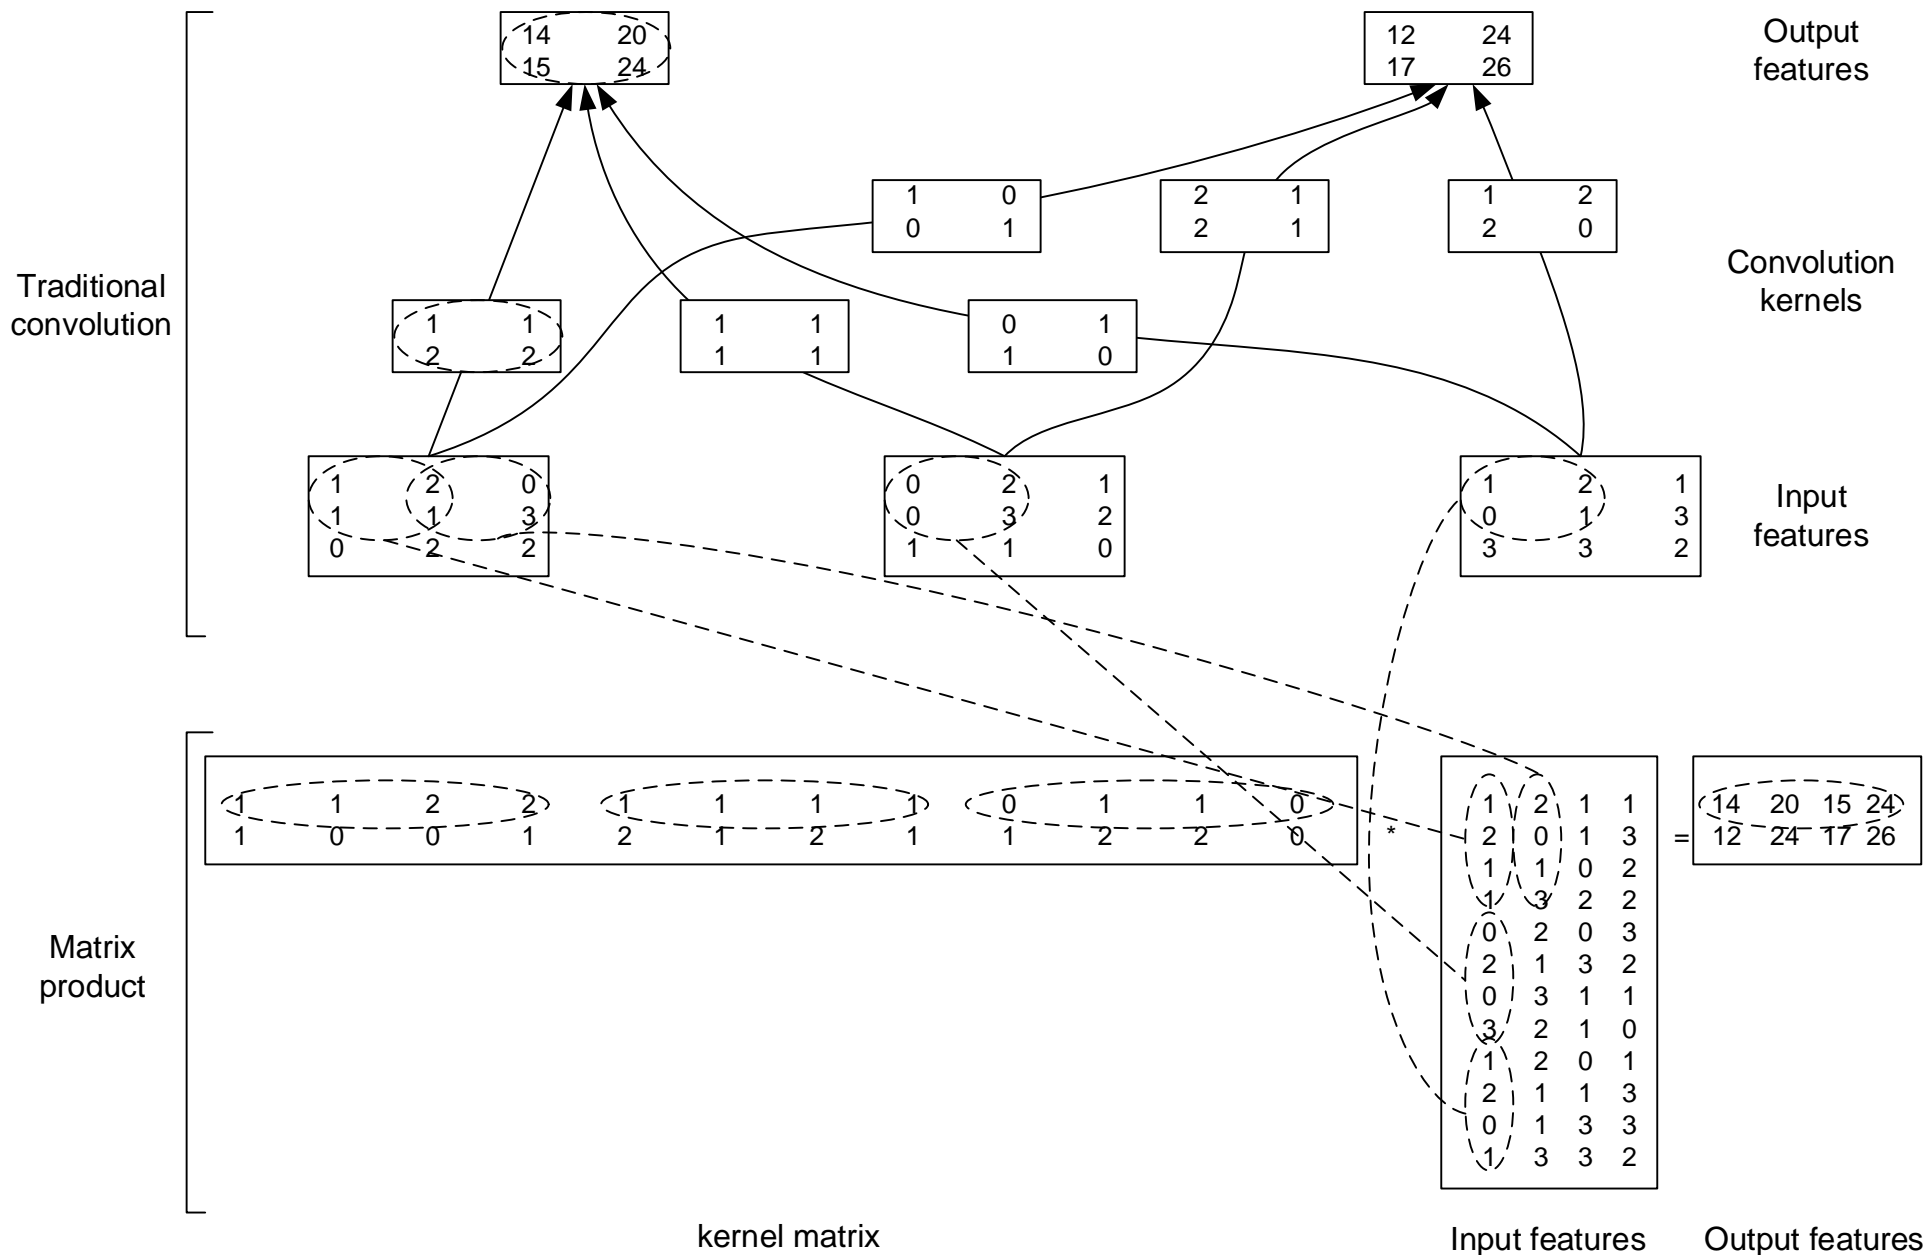 14 20
15 24
12 24
17 26
Output
features
1 0
0 1
2 1
2 1
1 2
2 0
Convolution
kernels
Traditional
convolution
1 1
2 2
1 1
1 1
0 1
1 0
1 2 0
1 1 3
0 2 2
0 2 1
0 3 2
1 1 0
1 2 1
0 1 3
3 3 2
Input
features
Matrix
product
1 1 2 2 1 1 1 1 0 1 1 0
1 0 0 1 2 1 2 1 1 2 2 0
*
1 2 1 1
2 0 1 3
1 1 0 2
1 3 2 2
0 2 0 3
2 1 3 2
0 3 1 1
3 2 1 0
1 2 0 1
2 1 1 3
0 1 3 3
1 3 3 2
=
14 20 15 24
12 24 17 26
kernel matrix
Input features
Output features